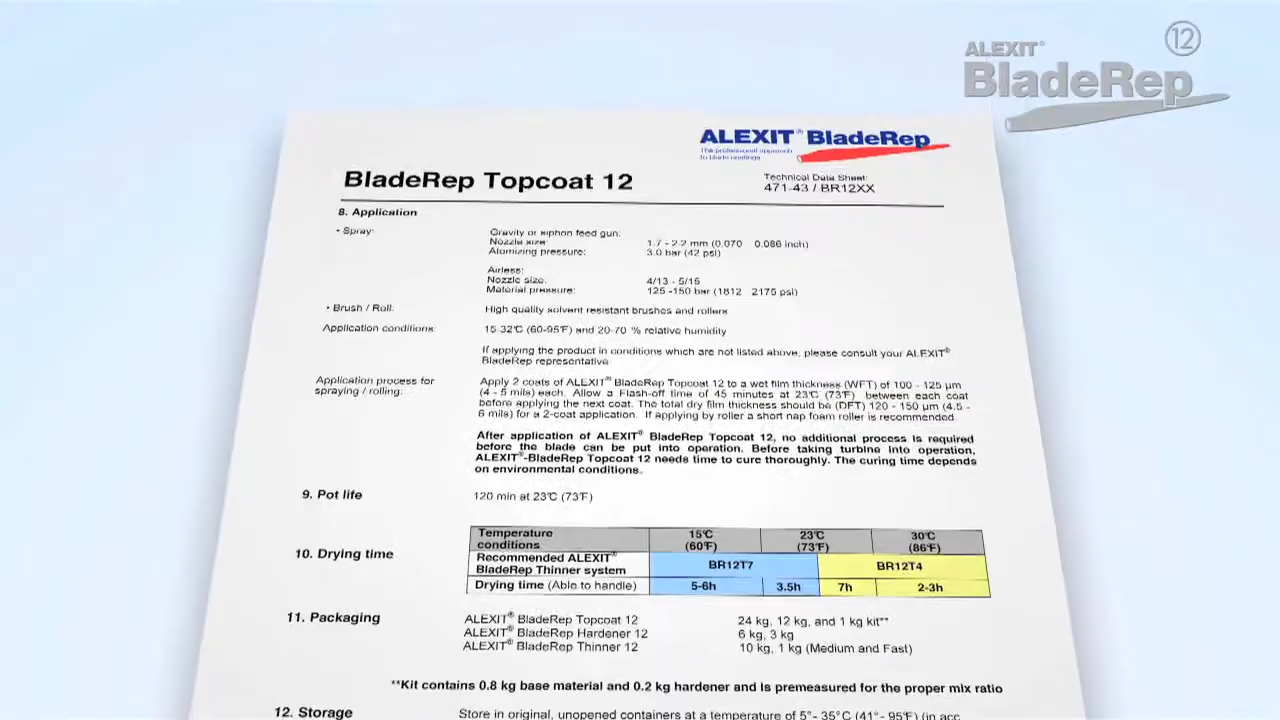 ALEXIT® 12
BladeRep
ALEXIT® BladeRep
The professional approach
to blade coatings
BladeRep Topcoat 12
Technical Data Sheet:
471-43 / BR12XX
8. Application
• Spray:
Gravity or siphon feed gun:
Nozzle size: 1.7 - 2.2 mm (0.070 0.086 inch)
Atomizing pressure: 3.0 bar (42 psi)
Airless:
Nozzle size: 4/13 - 5/15
Material pressure: 125 -150 bar (1812 2175 psi)
• Brush / Roll: High quality solvent resistant brushes and rollers
Application conditions: 15-32°C (60-95°F) and 20-70 % relative humidity
If applying the product in conditions which are not listed above, please consult your ALEXIT®
BladeRep representative
Application process for
spraying / rolling:
Apply 2 coats of ALEXIT® BladeRep Topcoat 12 to a wet film thickness (WFT) of 100 - 125 µm
(4 - 5 mils) each. Allow a Flash-off time of 45 minutes at 23°C (73°F) between each coat
before applying the next coat. The total dry film thickness should be (DFT) 120 - 150 µm (4.5 -
6 mils) for a 2-coat application. If applying by roller a short nap foam roller is recommended.
After application of ALEXIT® BladeRep Topcoat 12, no additional process is required
before the blade can be put into operation. Before taking turbine into operation,
ALEXIT®-BladeRep Topcoat 12 needs time to cure thoroughly. The curing time depends
on environmental conditions.
9. Pot life 120 min at 23°C (73°F)
10. Drying time
Temperature
conditions
15°C
(60°F)
23°C
(73°F)
30°C
(86°F)
Recommended ALEXIT®
BladeRep Thinner system
BR12T7 BR12T4
Drying time (Able to handle) 5-6h 3.5h 7h 2-3h
11. Packaging
ALEXIT® BladeRep Topcoat 12 24 kg, 12 kg, and 1 kg kit**
ALEXIT® BladeRep Hardener 12 6 kg, 3 kg
ALEXIT® BladeRep Thinner 12 10 kg, 1 kg (Medium and Fast)
**Kit contains 0.8 kg base material and 0.2 kg hardener and is premeasured for the proper mix ratio
12. Storage Store in original, unopened containers at a temperature of 5°- 35°C (41°- 95°F) (in acc